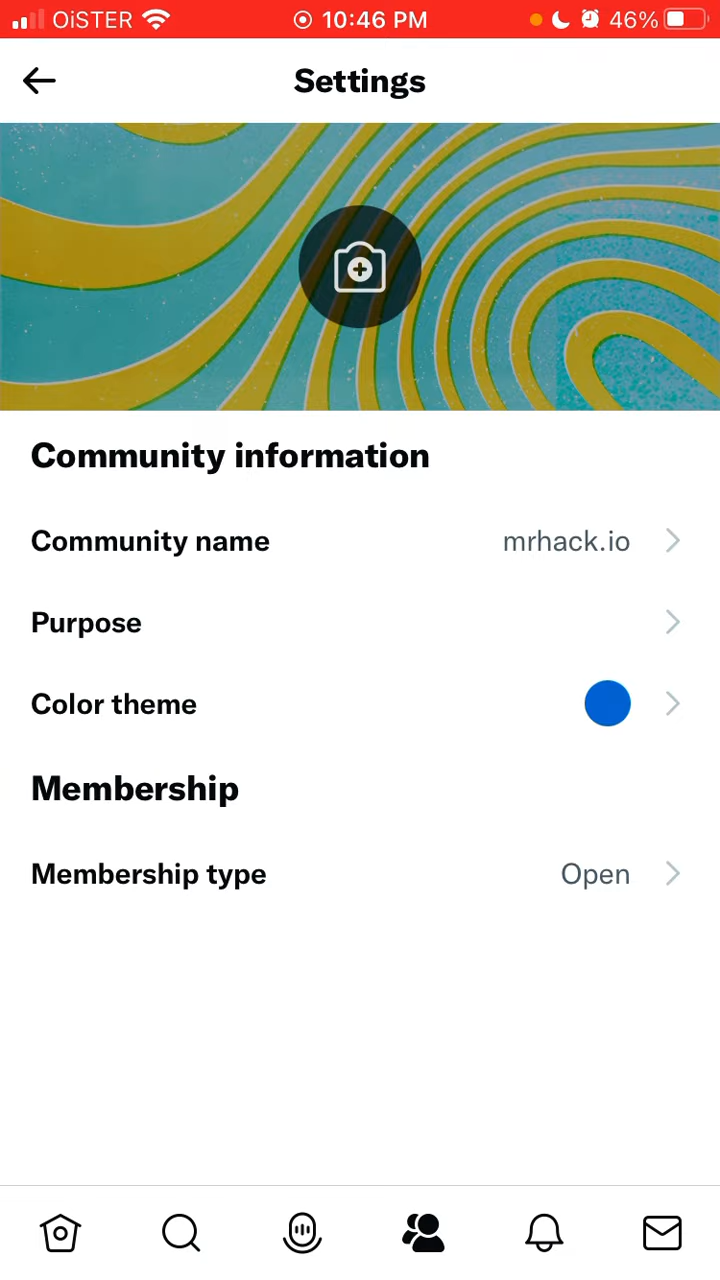 OiSTER 10:46 PM 46%
Settings
Community information
Community name mrhack.io
Purpose
Color theme
Membership
Membership type Open